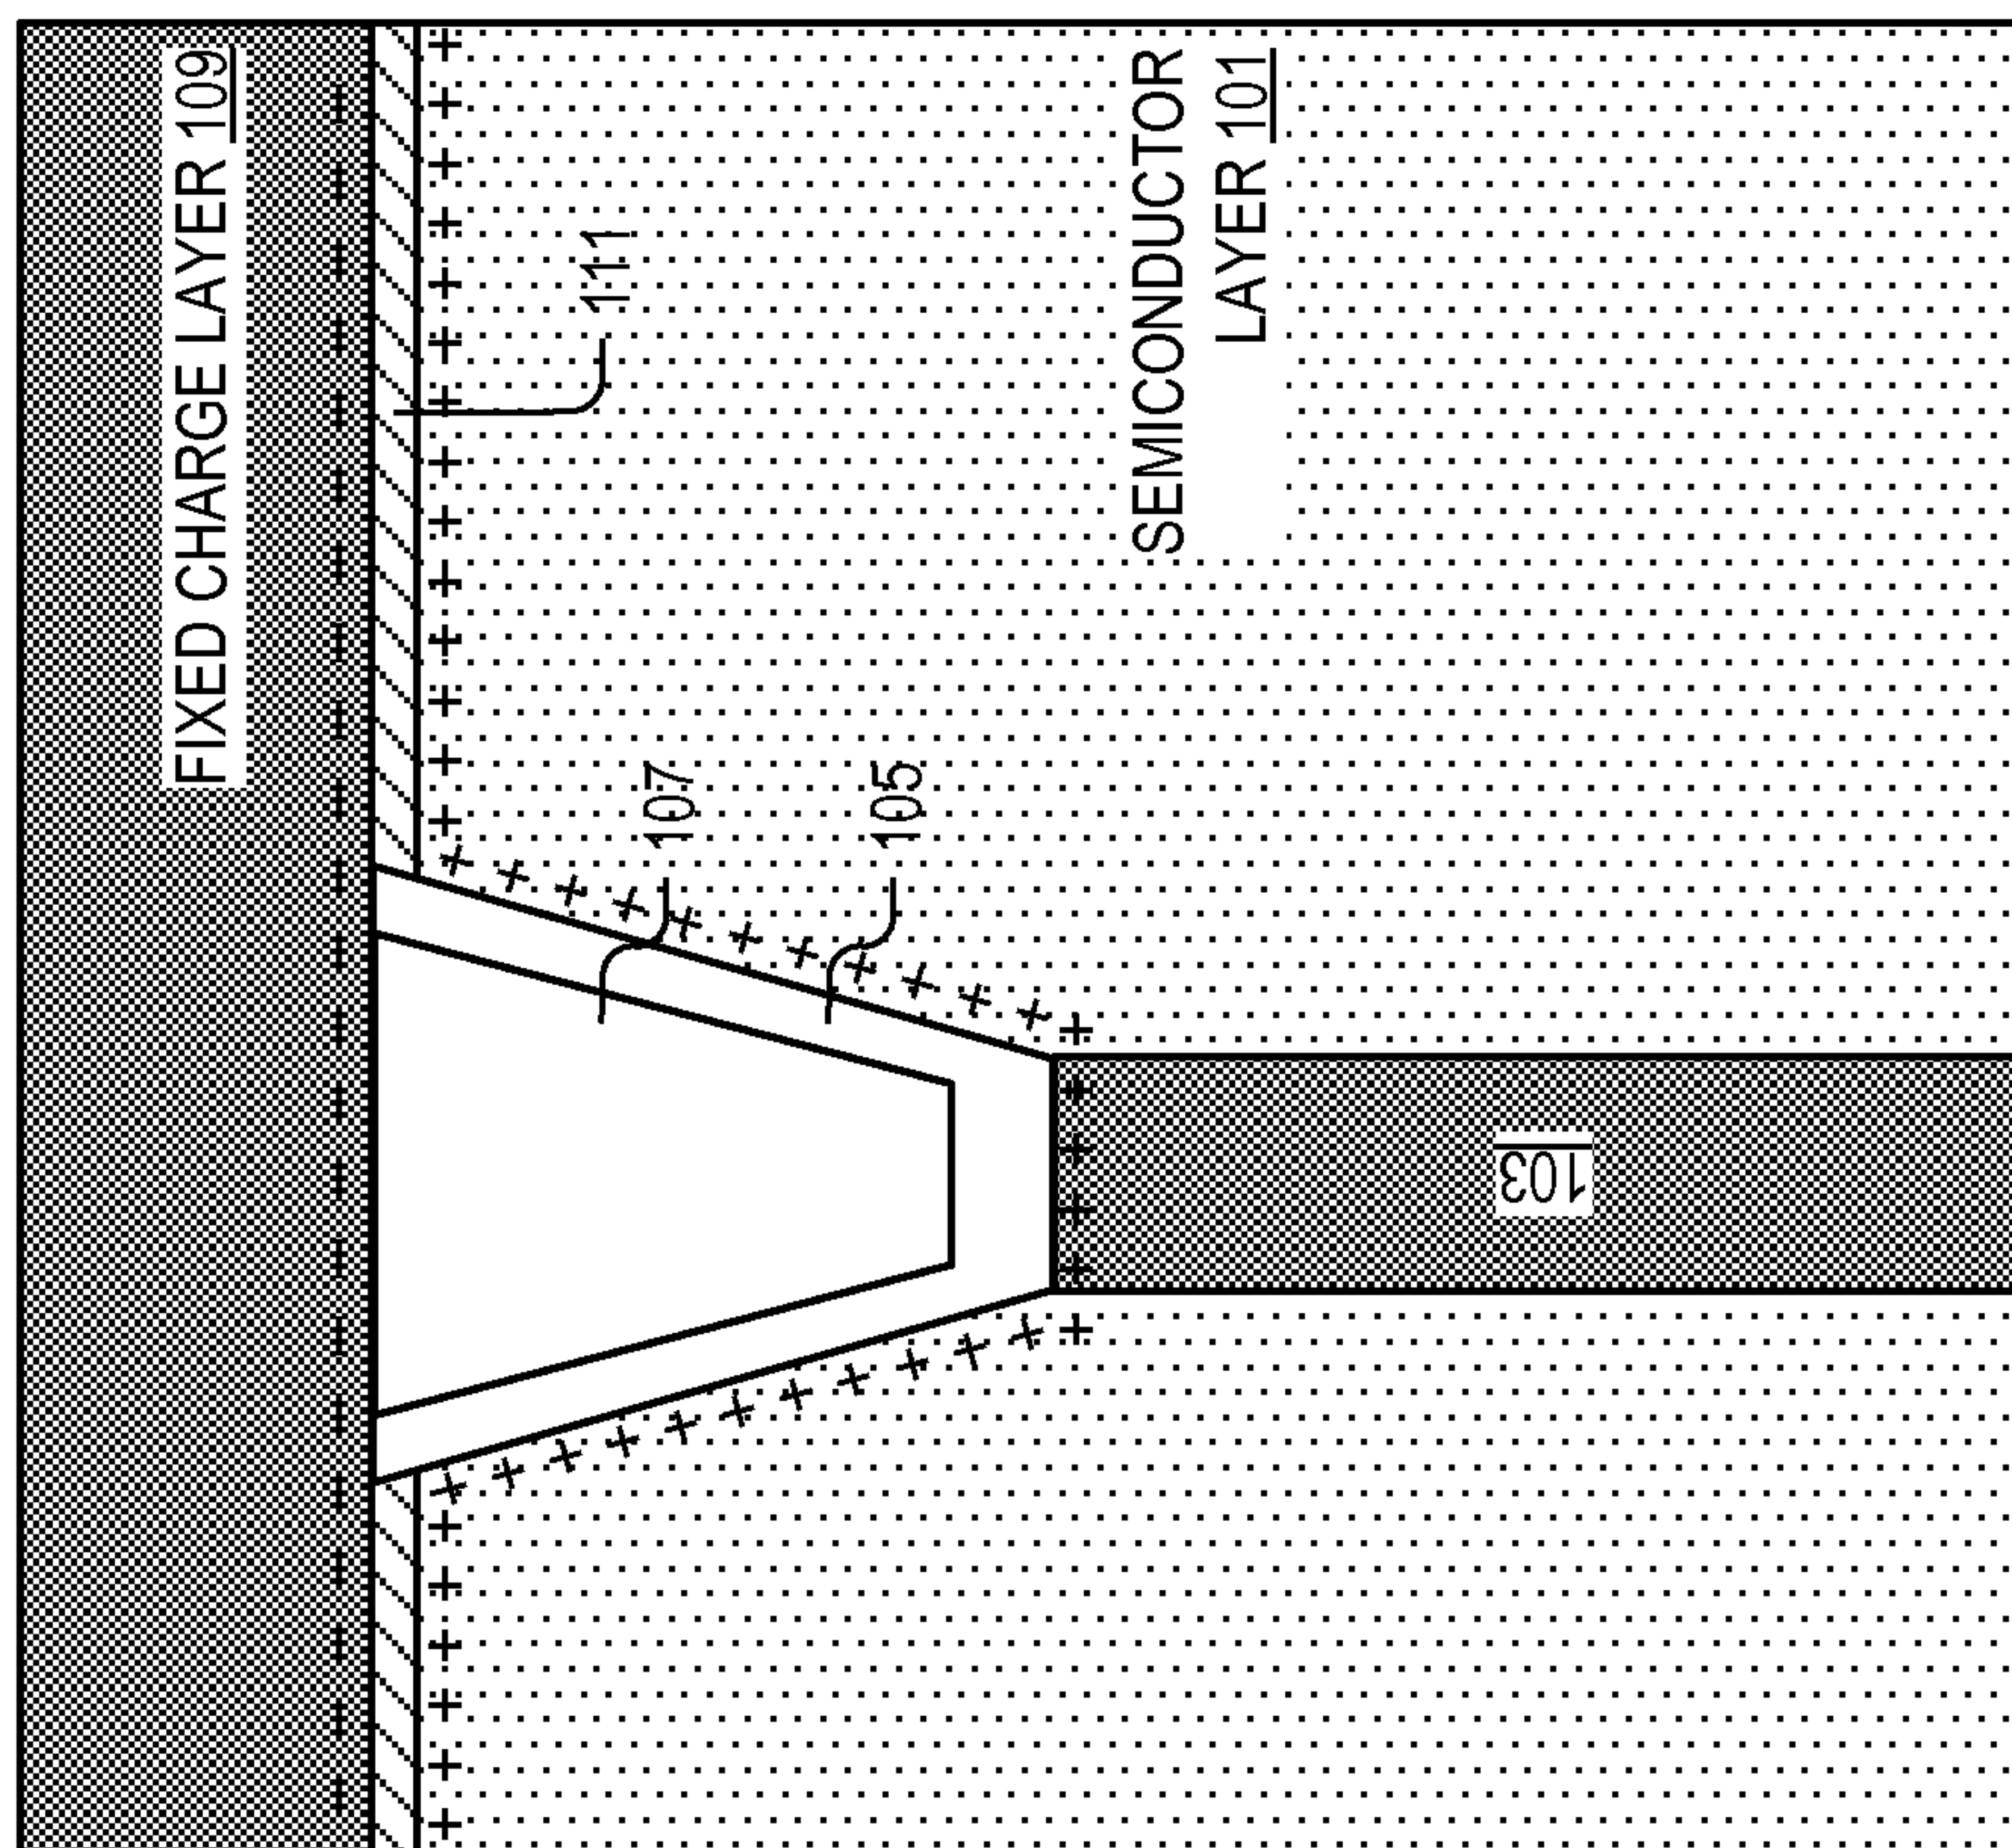 FIXED CHARGE LAYER 109
111
SEMICONDUCTOR
LAYER 101
107
105
103